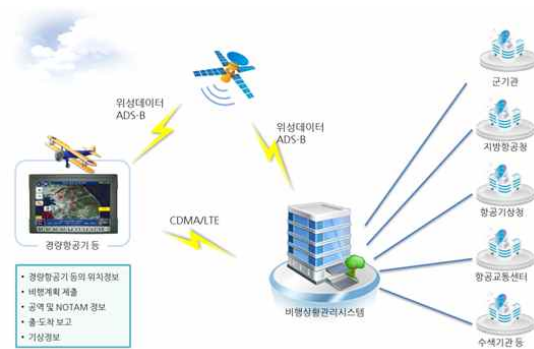 위성데이터
ADS-B
위성데이터
ADS-B
경량항공기 등
CDMA/LTE
비행상황관리시스템
• 경량항공기 등의 위치정보
• 비행계획 제출
• 공역 및 NOTAM 정보
• 출·도착 보고
• 기상정보
군기관
지방항공청
항공기상청
항공교통센터
수색기관 등